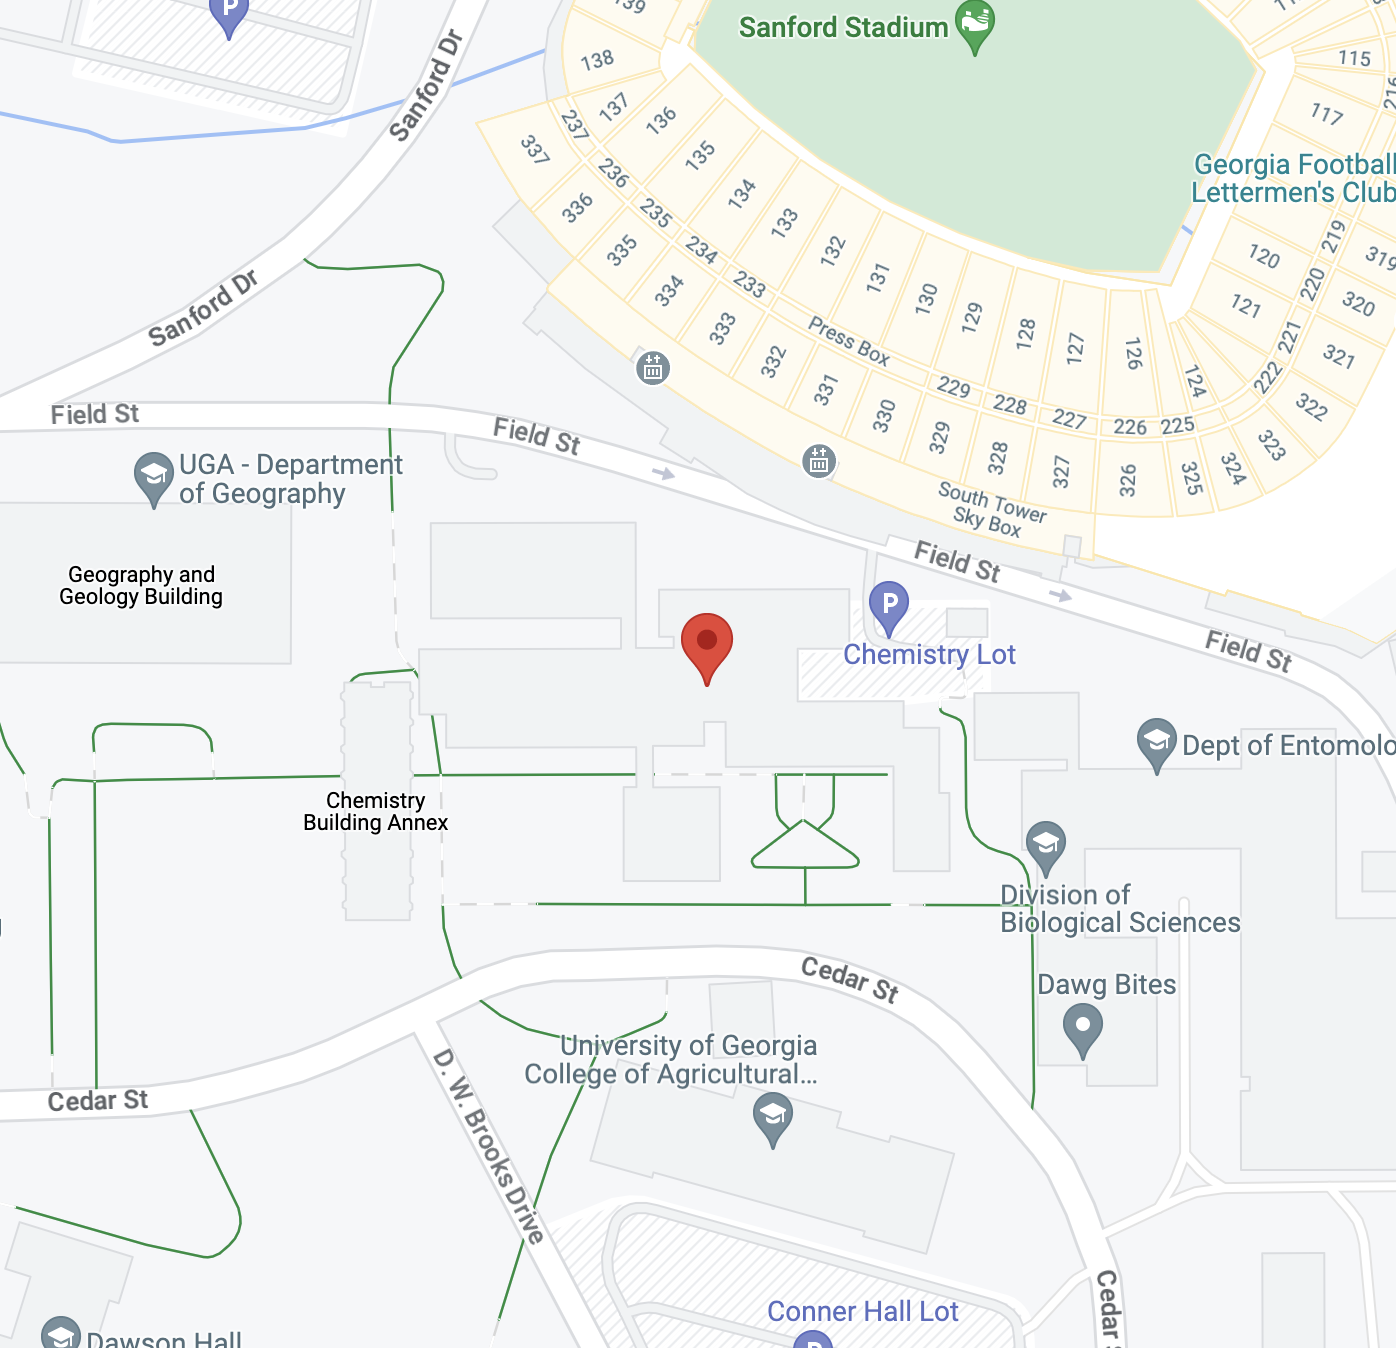 P
139
Sanford Stadium
138
115
137
136
117
216
237
337
135
236
134
336
235
133
335
234
132
334
233
131
333
Press Box
130
332
129
331
128
330
229
127
329
228
126
328
227
124
327
226
326
225
325
324
323
322
222
321
221
121
320
220
120
319
219
Georgia Football
Lettermen's Club
South Tower
Sky Box
Sanford Dr
Sanford Dr
Field St
Field St
Field St
Field St
UGA - Department
of Geography
Geography and
Geology Building
P
Chemistry Lot
Dept of Entomolo
Chemistry
Building Annex
Division of
Biological Sciences
Cedar St
Dawg Bites
University of Georgia
College of Agricultural...
Cedar St
D. W. Brooks Drive
Cedar S
Conner Hall Lot
Dawson Hall